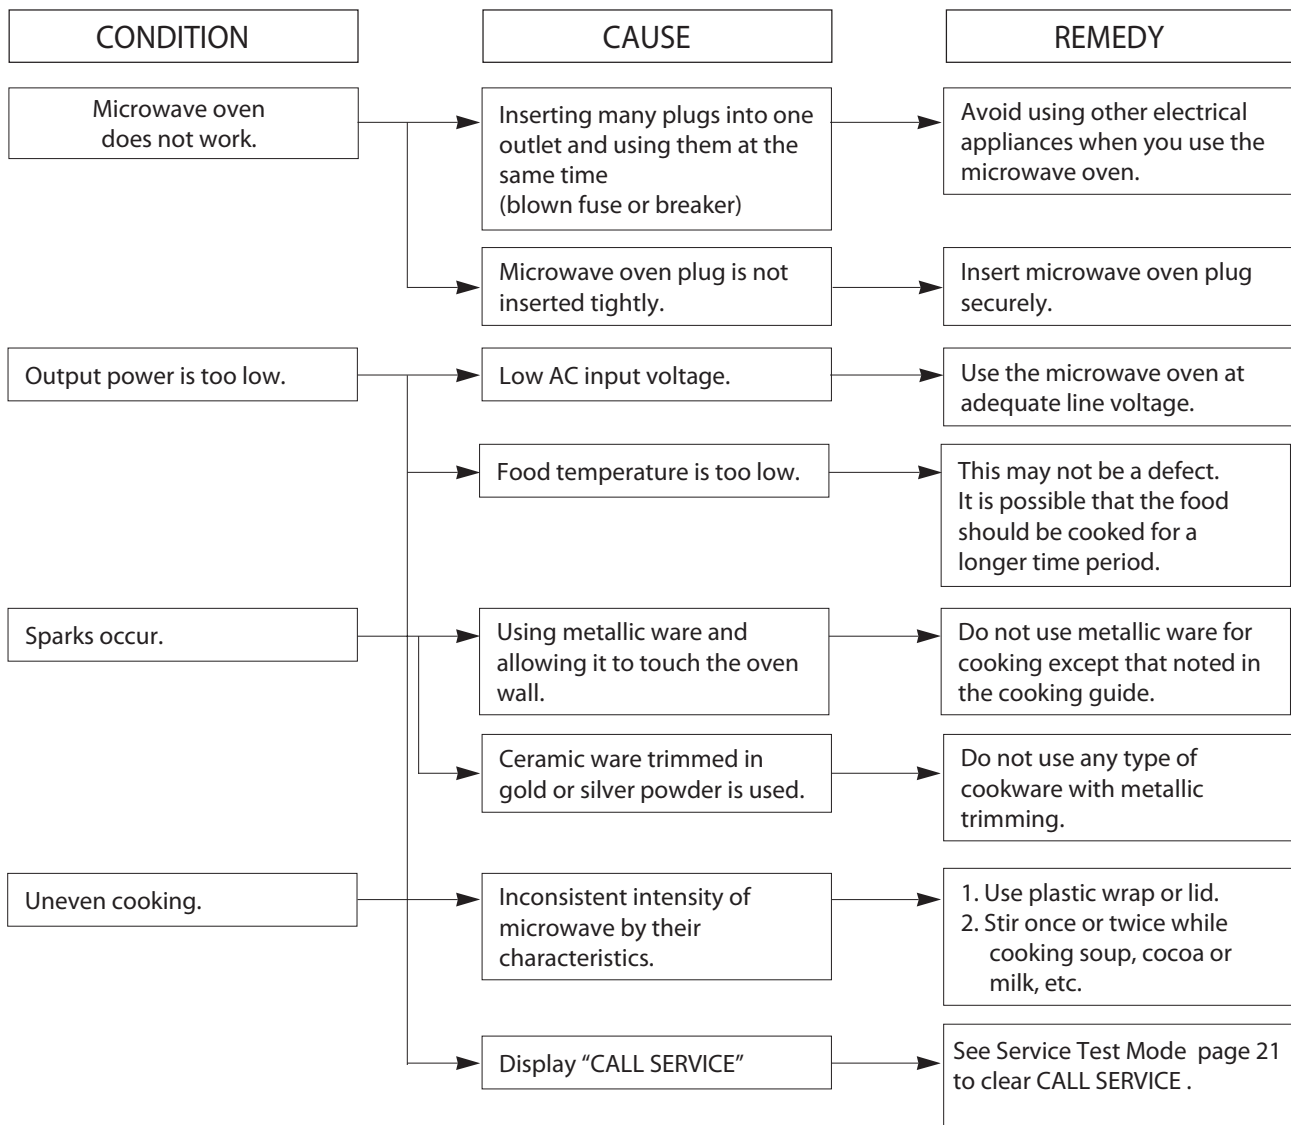 CONDITION
CAUSE
REMEDY
Microwave oven
does not work.
Inserting many plugs into one
outlet and using them at the
same time
(blown fuse or breaker)
Avoid using other electrical
appliances when you use the
microwave oven.
Microwave oven plug is not
inserted tightly.
Insert microwave oven plug
securely.
Output power is too low.
Low AC input voltage.
Use the microwave oven at
adequate line voltage.
Food temperature is too low.
This may not be a defect.
It is possible that the food
should be cooked for a
longer time period.
Sparks occur.
Using metallic ware and
allowing it to touch the oven
wall.
Do not use metallic ware for
cooking except that noted in
the cooking guide.
Ceramic ware trimmed in
gold or silver powder is used.
Do not use any type of
cookware with metallic
trimming.
Uneven cooking.
Inconsistent intensity of
microwave by their
characteristics.
1. Use plastic wrap or lid.
2. Stir once or twice while
cooking soup, cocoa or
milk, etc.
Display “CALL SERVICE”
See Service Test Mode page 21
to clear CALL SERVICE .